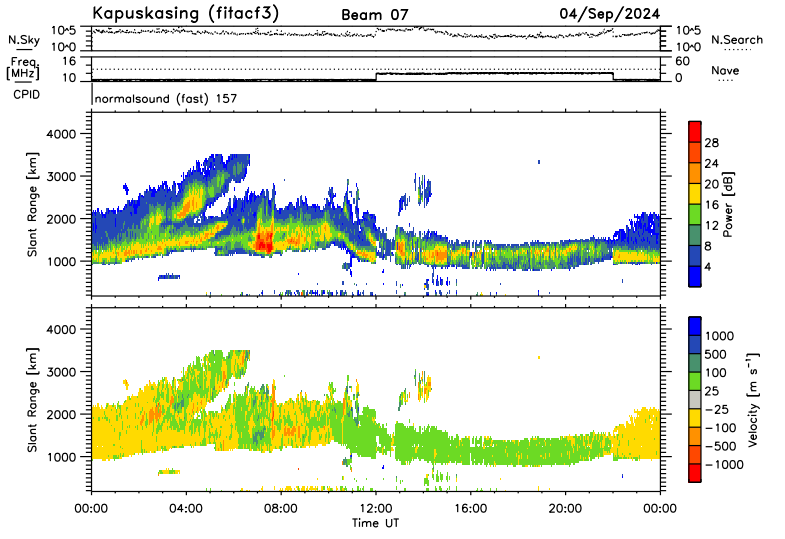 Kapuskasing (fitacf3) Beam 07 04/Sep/2024
N.Sky 10^5 10^0 10^5 10^0 N.Search
Freq. [MHz] 16 10 60 0 Nave
CPID normalsound (fast) 157
Slant Range [km] 4000 3000 2000 1000
28 24 20 16 12 8 4 Power [dB]
Slant Range [km] 4000 3000 2000 1000
1000 500 100 25 −25 −100 −500 −1000 Velocity [m s⁻¹]
00:00 04:00 08:00 12:00 16:00 20:00 00:00
Time UT